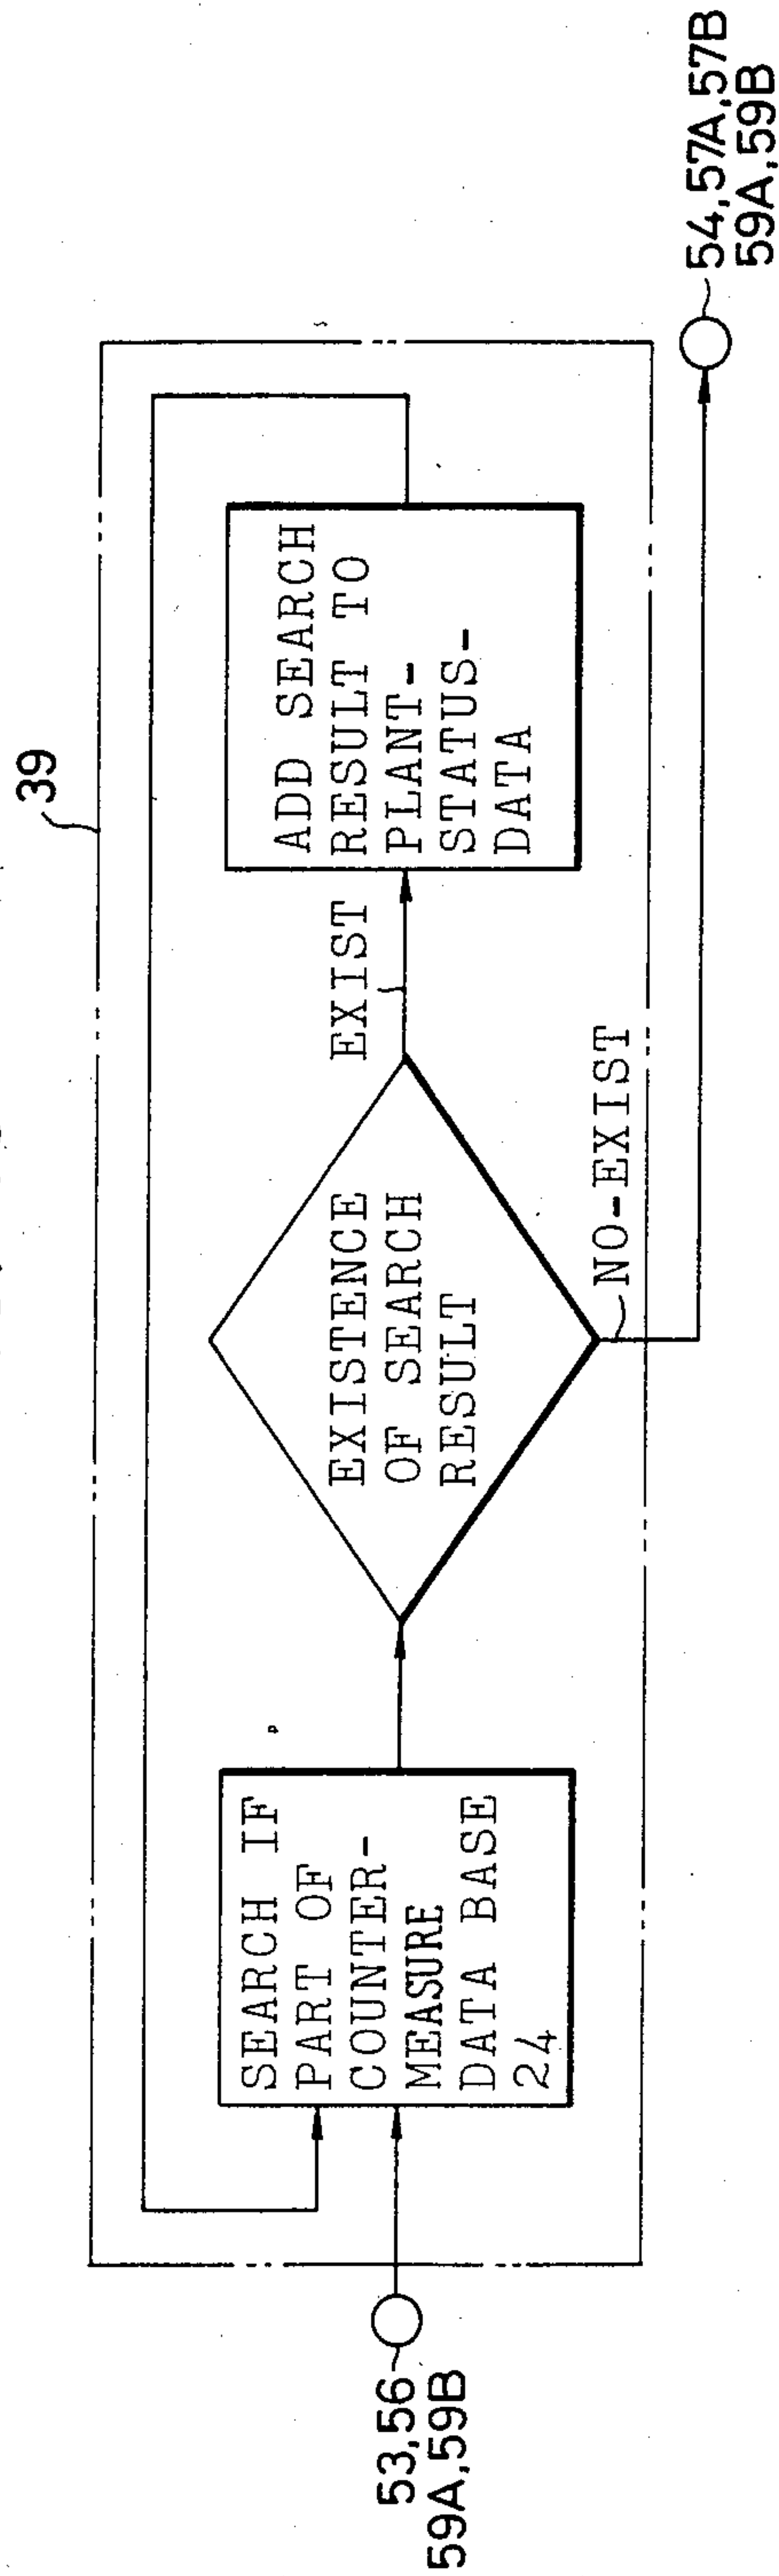 39
53,56
59A,59B
SEARCH IF
PART OF
COUNTER-
MEASURE
DATA BASE
24
EXISTENCE
OF SEARCH
RESULT
EXIST
NO-EXIST
ADD SEARCH
RESULT TO
PLANT-
STATUS-
DATA
54,57A,57B
59A,59B